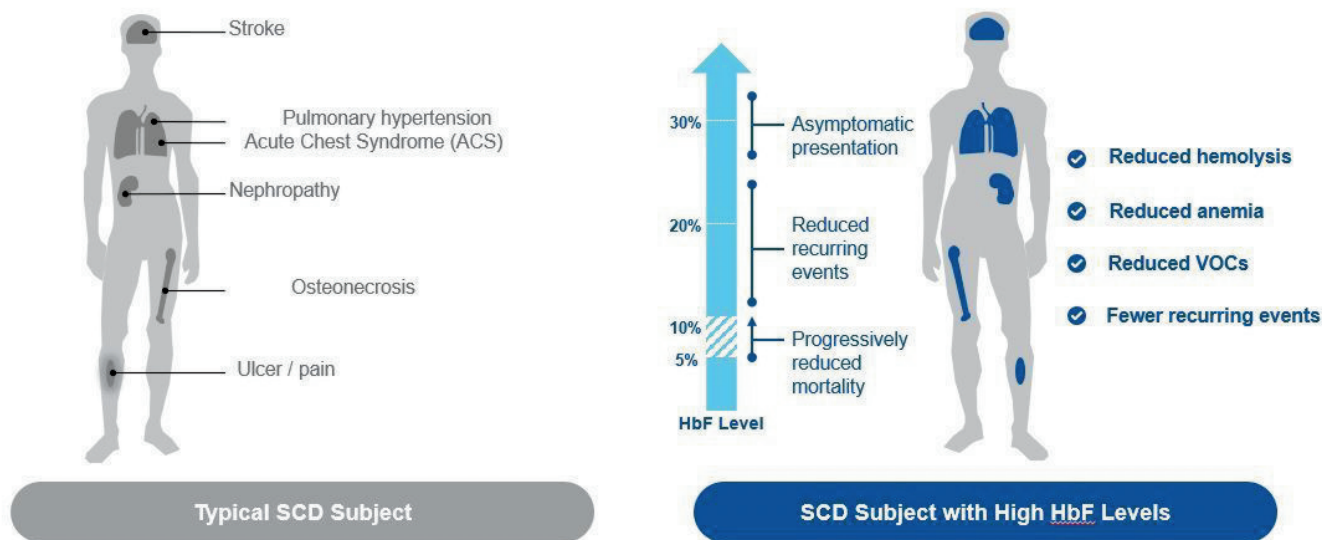 Stroke
Pulmonary hypertension
Acute Chest Syndrome (ACS)
Nephropathy
Osteonecrosis
Ulcer / pain
Typical SCD Subject
30%
20%
10%
5%
HbF Level
Asymptomatic
presentation
Reduced
recurring
events
Progressively
reduced
mortality
Reduced hemolysis
Reduced anemia
Reduced VOCs
Fewer recurring events
SCD Subject with High HbF Levels